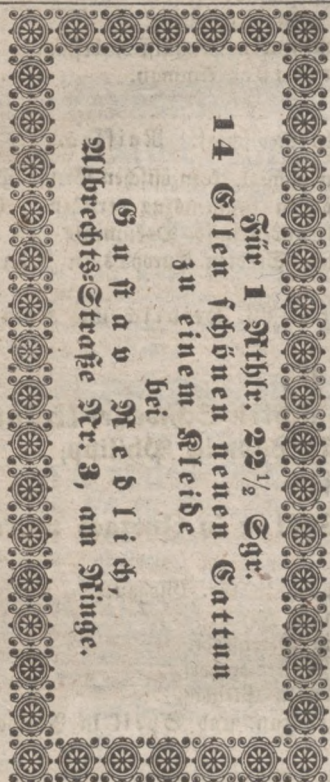 Für 1 Rthlr. 22½ Sgr.
14 Ellen schönen neuen Cattun
zu einem Kleide
bei
Gustav Redlich,
Albrechts-Straße Nr. 3, am Ringe.